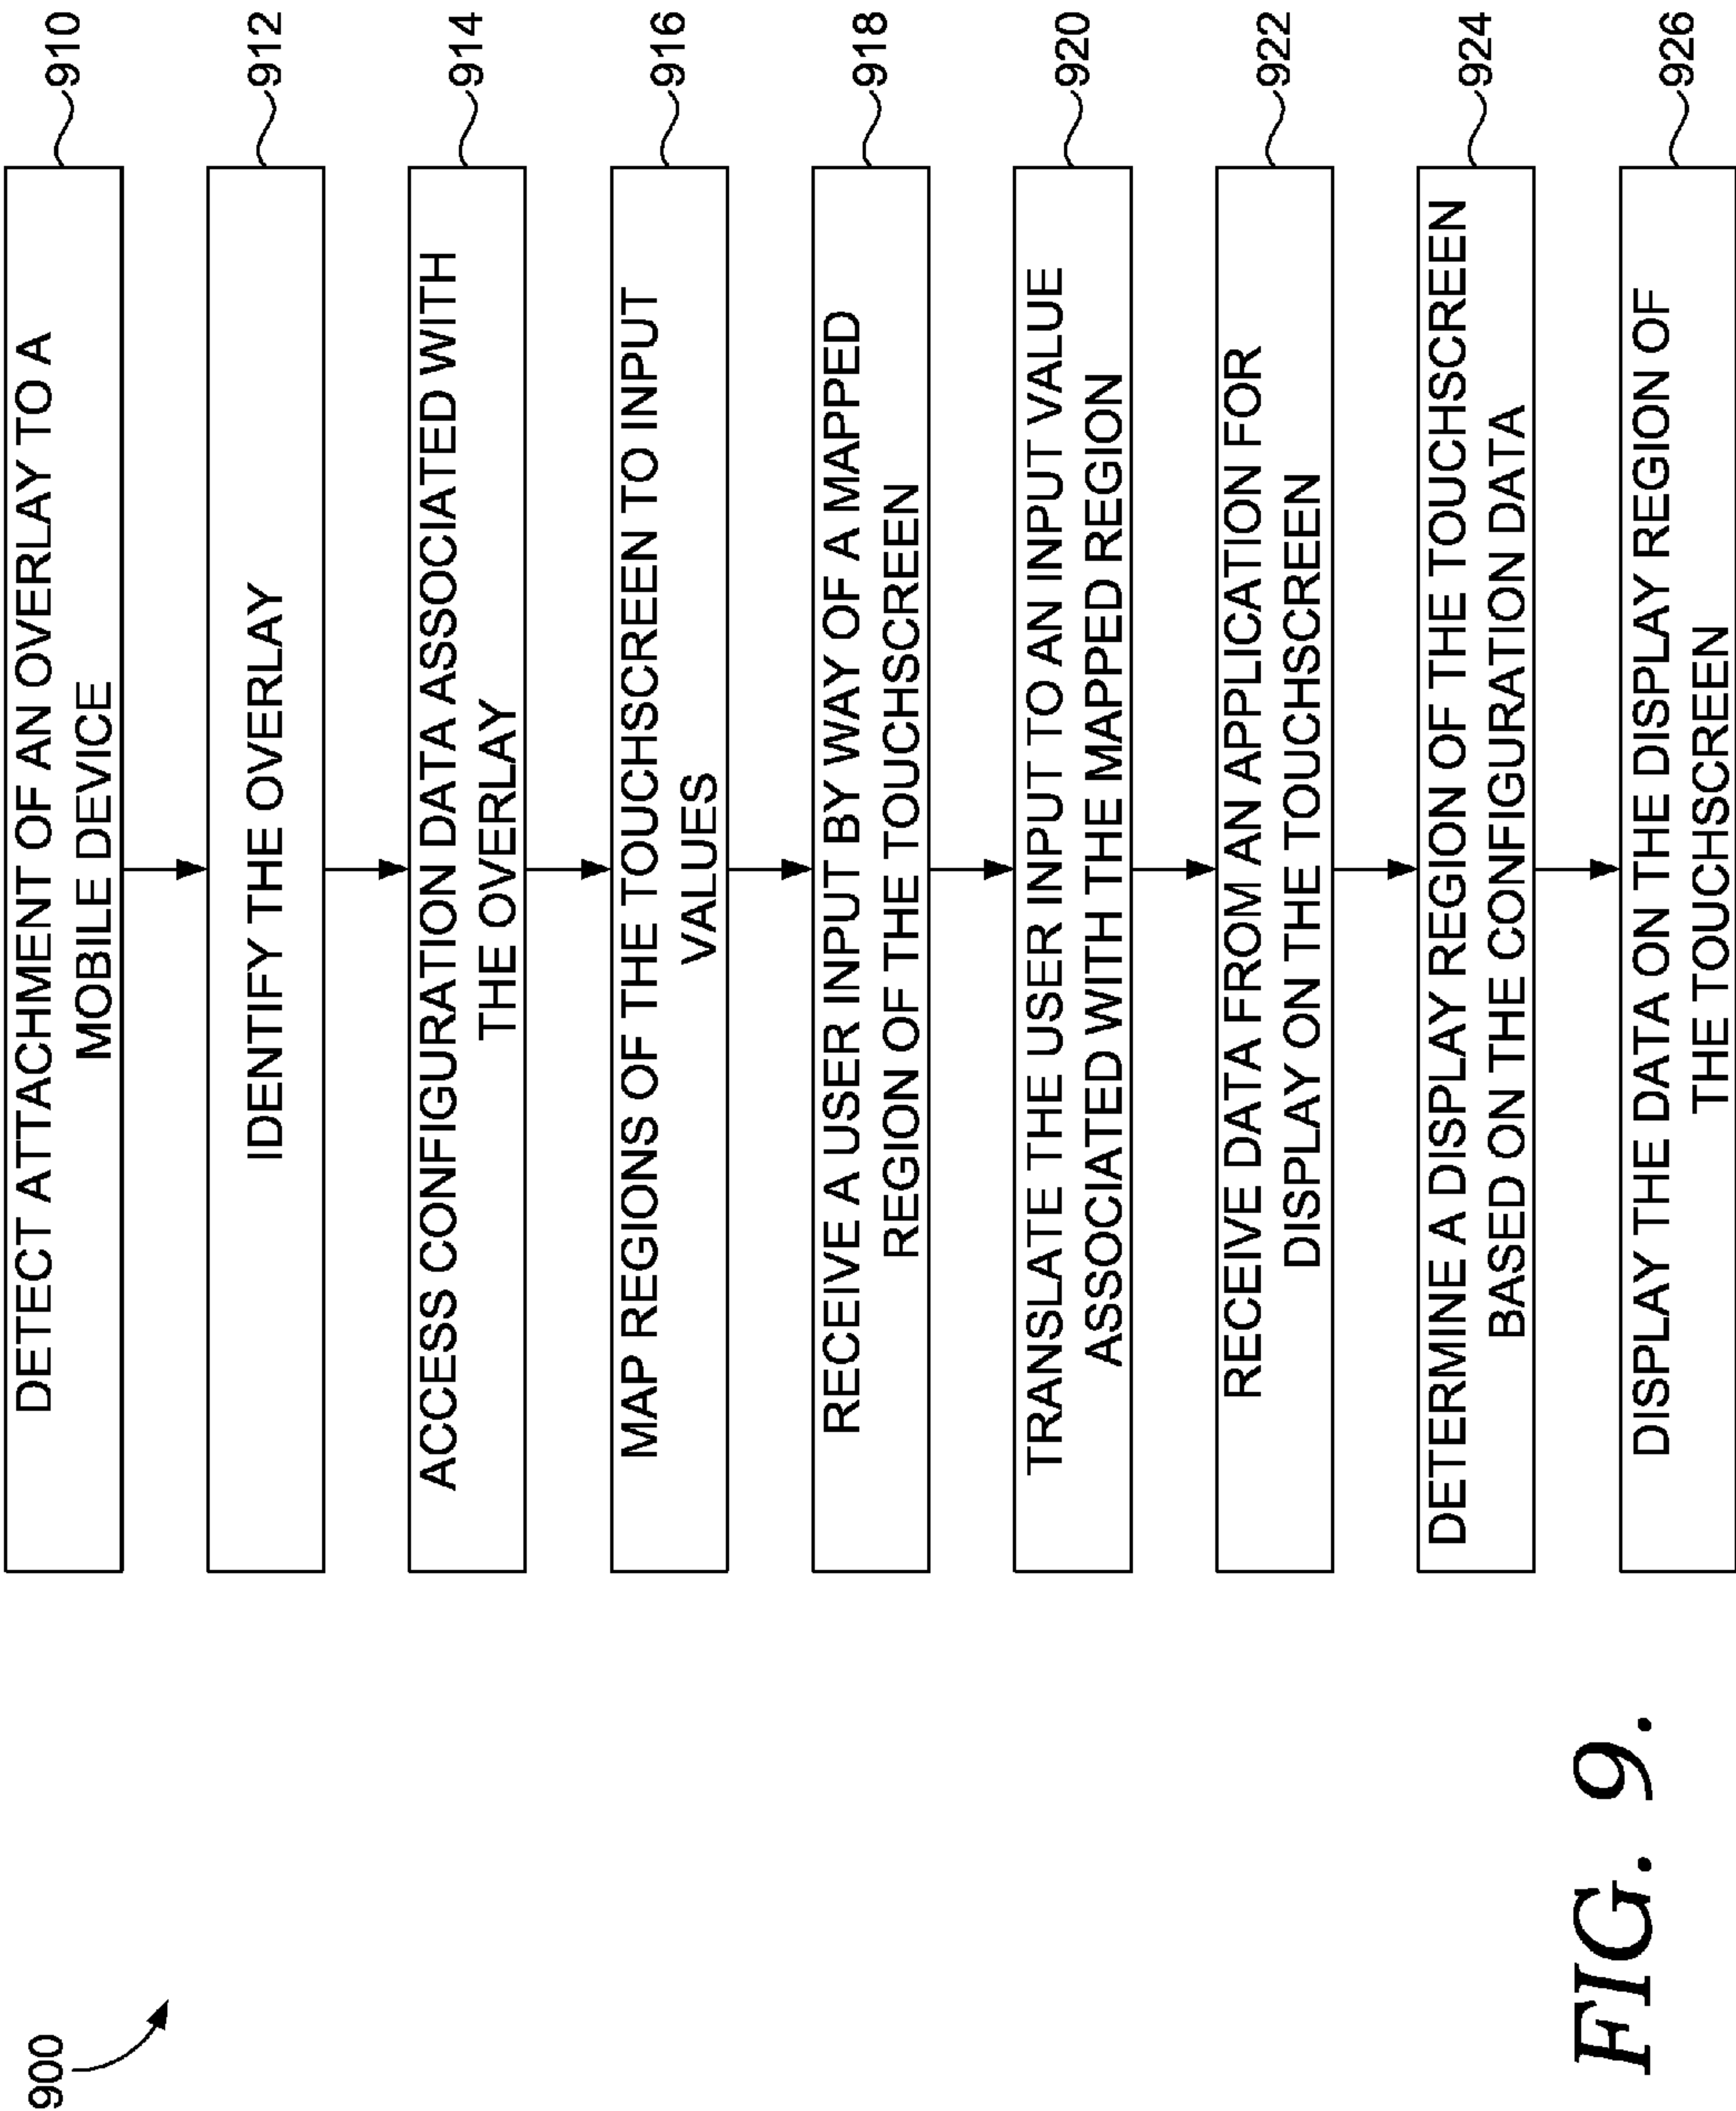 900
DETECT ATTACHMENT OF AN OVERLAY TO A
MOBILE DEVICE
910
IDENTIFY THE OVERLAY
912
ACCESS CONFIGURATION DATA ASSOCIATED WITH
THE OVERLAY
914
MAP REGIONS OF THE TOUCHSCREEN TO INPUT
VALUES
916
RECEIVE A USER INPUT BY WAY OF A MAPPED
REGION OF THE TOUCHSCREEN
918
TRANSLATE THE USER INPUT TO AN INPUT VALUE
ASSOCIATED WITH THE MAPPED REGION
920
RECEIVE DATA FROM AN APPLICATION FOR
DISPLAY ON THE TOUCHSCREEN
922
DETERMINE A DISPLAY REGION OF THE TOUCHSCREEN
BASED ON THE CONFIGURATION DATA
924
DISPLAY THE DATA ON THE DISPLAY REGION OF
THE TOUCHSCREEN
926
FIG. 9.